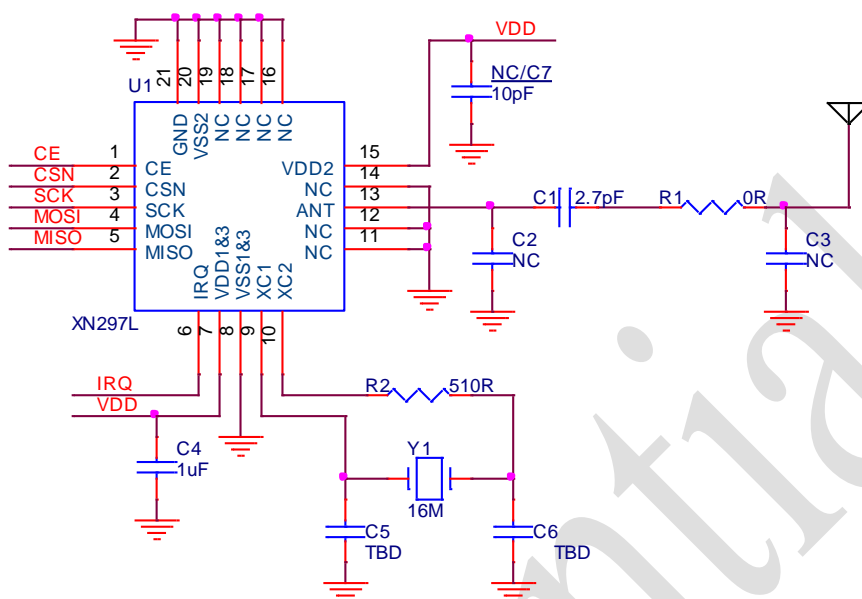 VDD
NC/C7
10pF
21
20
19
18
17
16
U1
GND
VSS2
NC
NC
NC
NC
CE 1 CE
CSN 2 CSN
SCK 3 SCK
MOSI 4 MOSI
MISO 5 MISO
VDD2 15
NC 14
ANT 13
NC 12
NC 11
C1 2.7pF
R1 0R
C2
NC
C3
NC
IRQ
VDD1&3
VSS1&3
XC1
XC2
XN297L
6
7
8
9
10
IRQ
VDD
R2 510R
C4
1uF
Y1
16M
C5
TBD
C6
TBD
ntial